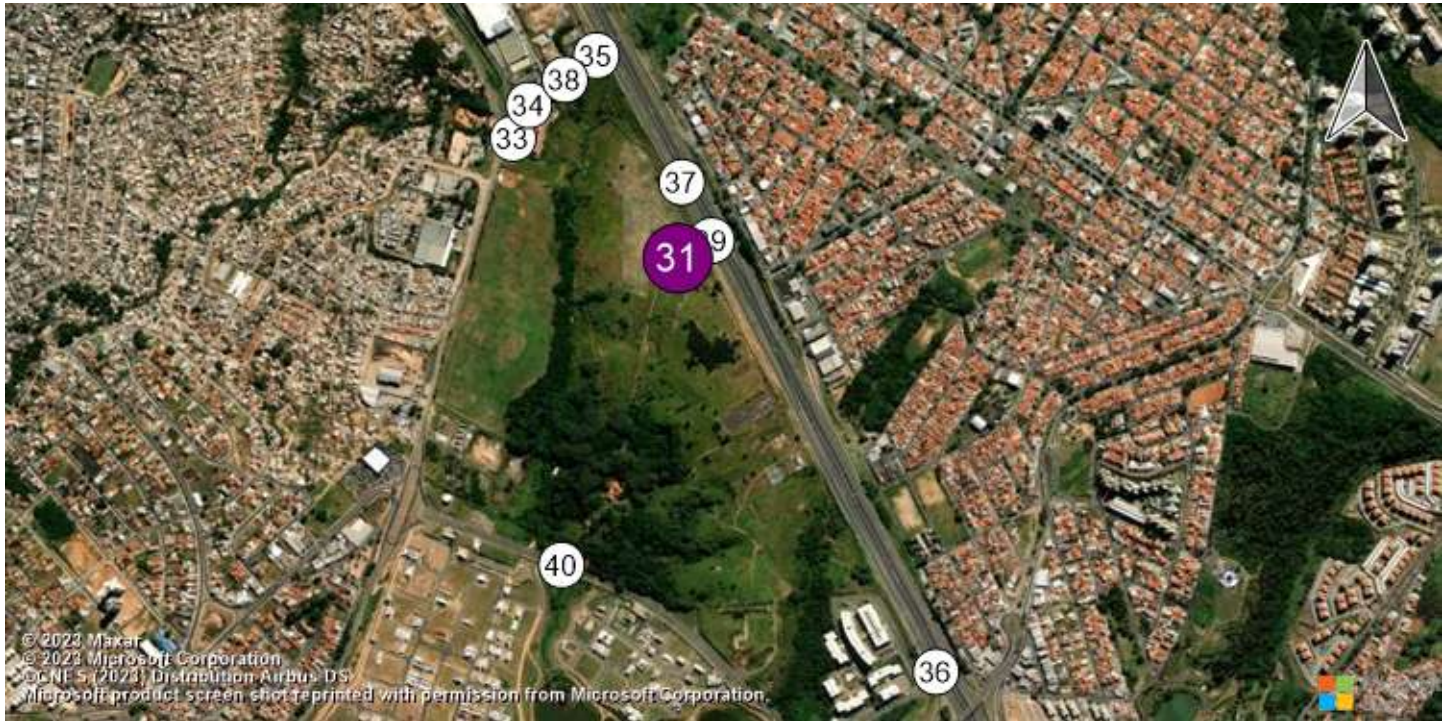 35
38
34
33
37
39
31
40
36
© 2023 Maxar
© 2023 Microsoft Corporation
©CNES (2023) Distribution Airbus DS
Microsoft product screen shot reprinted with permission from Microsoft Corporation.